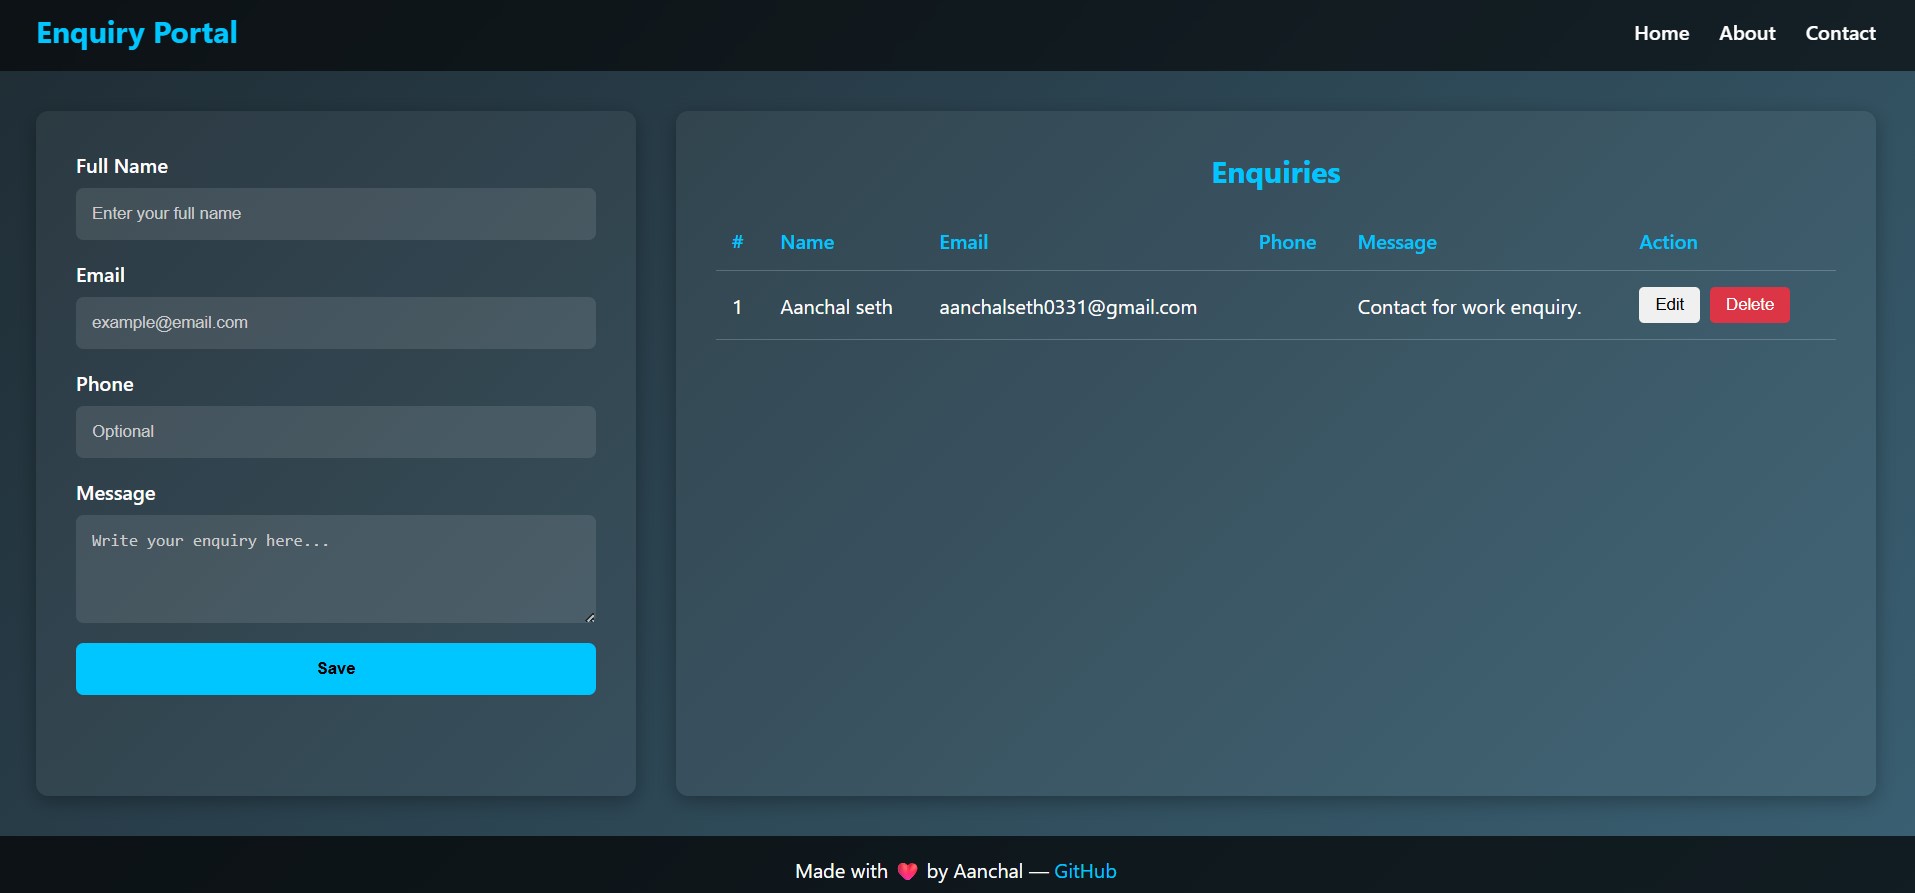 Enquiry Portal
Home About Contact
Full Name
Enter your full name
Email
example@email.com
Phone
Optional
Message
Write your enquiry here...
Save
Enquiries
# Name Email Phone Message Action
1 Aanchal seth aanchalseth0331@gmail.com Contact for work enquiry. Edit Delete
Made with 💗 by Aanchal — GitHub